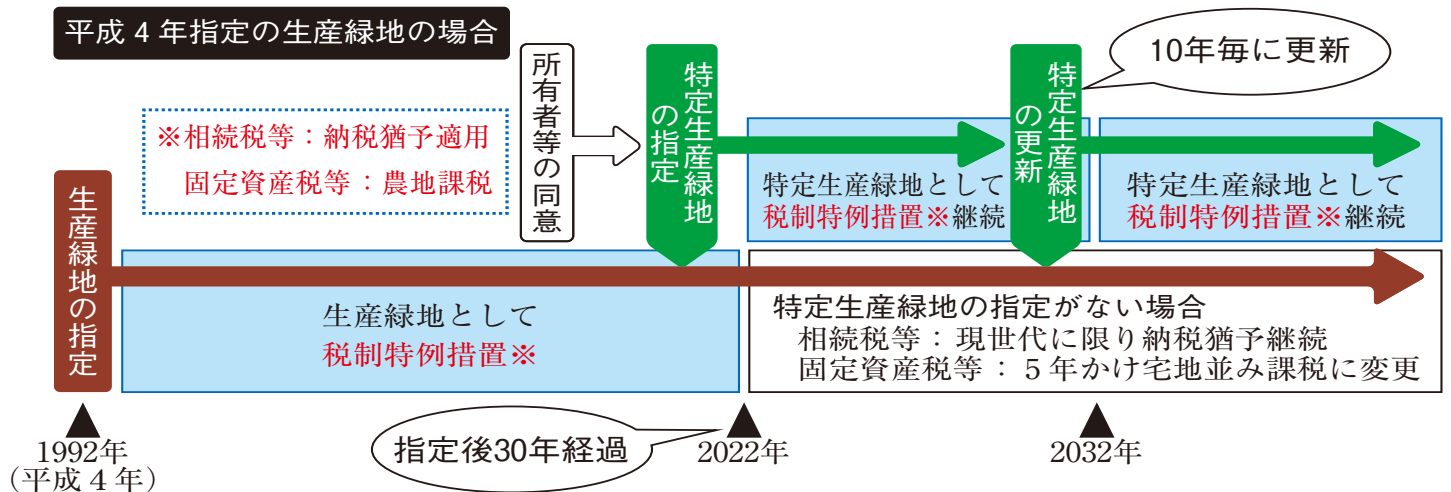 平成４年指定の生産緑地の場合
※相続税等：納税猶予適用
固定資産税等：農地課税
所有者等の同意
特定生産緑地
の指定
特定生産緑地
の更新
10年毎に更新
特定生産緑地として
税制特例措置※継続
特定生産緑地として
税制特例措置※継続
生産緑地の指定
生産緑地として
税制特例措置※
特定生産緑地の指定がない場合
相続税等：現世代に限り納税猶予継続
固定資産税等：５年かけ宅地並み課税に変更
1992年
（平成４年）
指定後30年経過
2022年
2032年